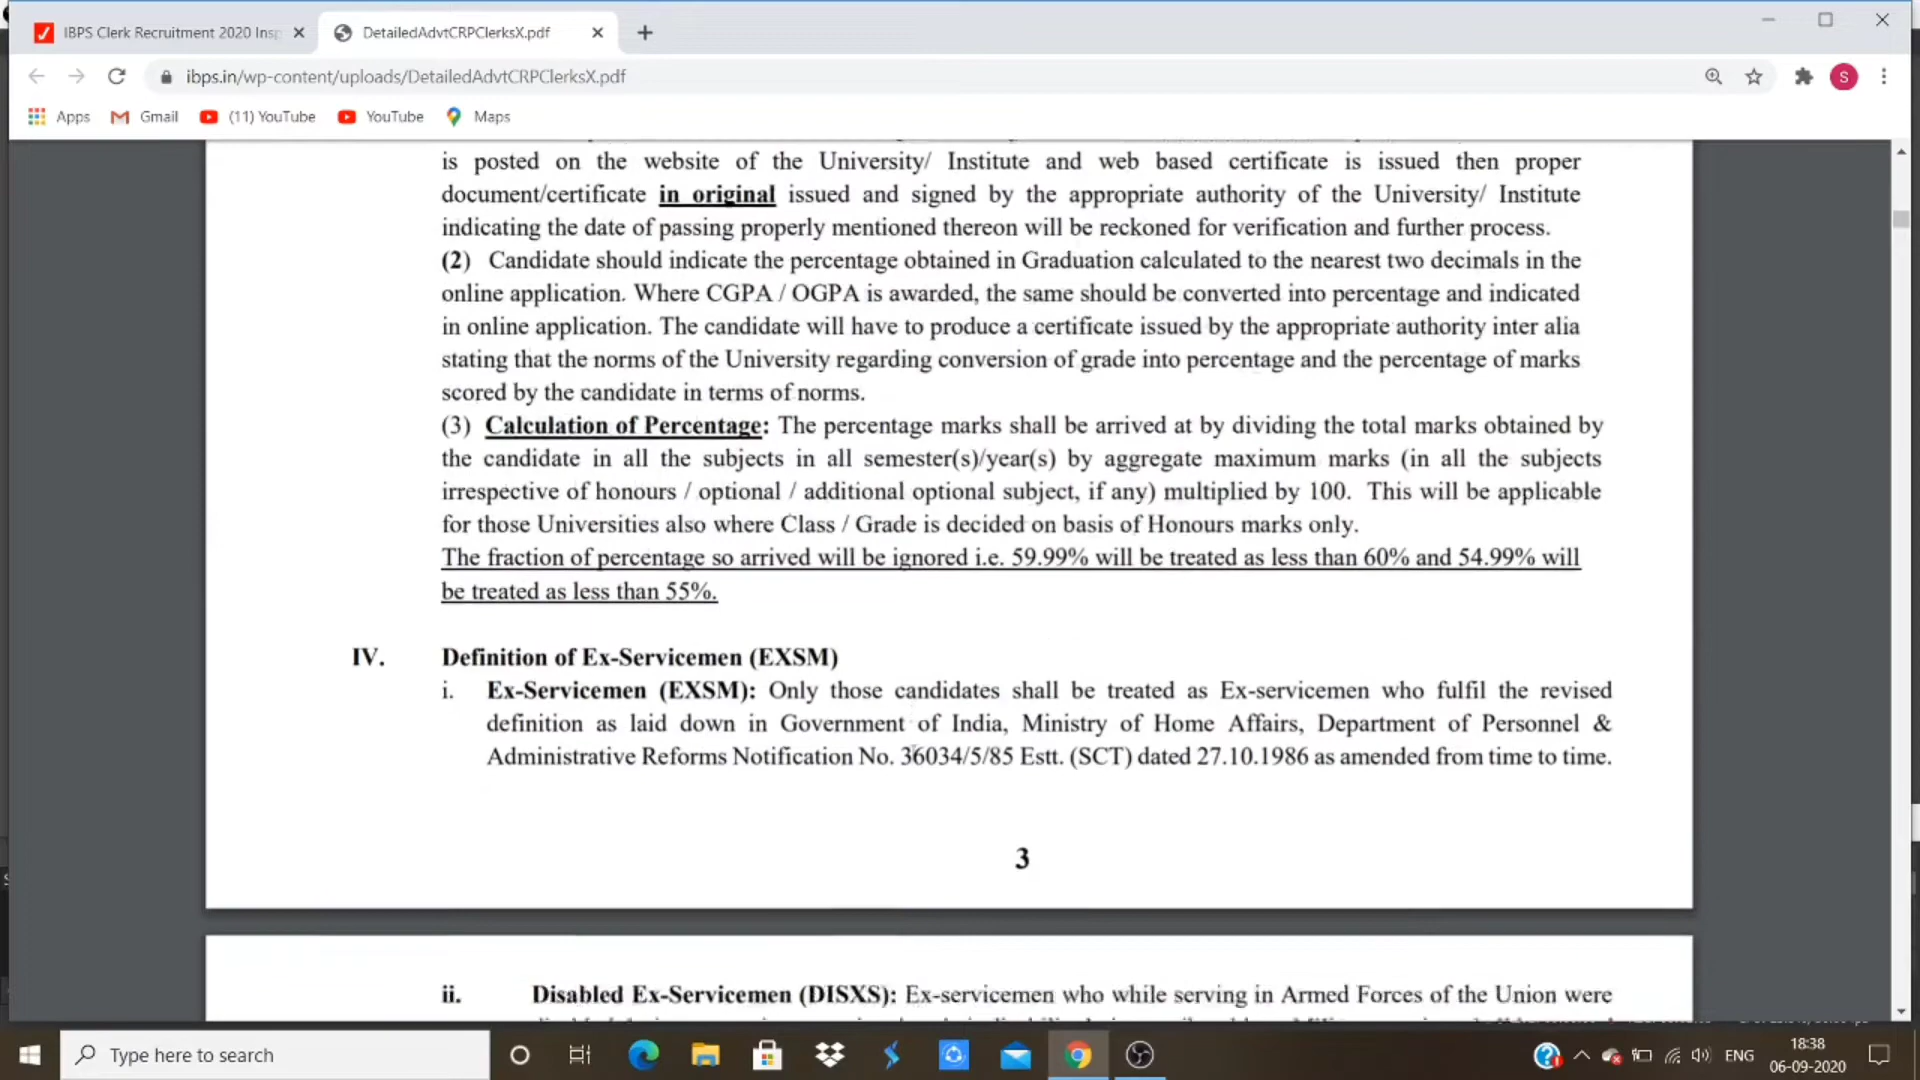 IBPS Clerk Recruitment 2020 Insp
DetailedAdvtCRPClerksX.pdf
ibps.in/wp-content/uploads/DetailedAdvtCRPClerksX.pdf
S
Apps
Gmail
(11) YouTube
YouTube
Maps
is posted on the website of the University/ Institute and web based certificate is issued then proper
document/certificate in original issued and signed by the appropriate authority of the University/ Institute
indicating the date of passing properly mentioned thereon will be reckoned for verification and further process.
(2) Candidate should indicate the percentage obtained in Graduation calculated to the nearest two decimals in the
online application. Where CGPA / OGPA is awarded, the same should be converted into percentage and indicated
in online application. The candidate will have to produce a certificate issued by the appropriate authority inter alia
stating that the norms of the University regarding conversion of grade into percentage and the percentage of marks
scored by the candidate in terms of norms.
(3) Calculation of Percentage: The percentage marks shall be arrived at by dividing the total marks obtained by
the candidate in all the subjects in all semester(s)/year(s) by aggregate maximum marks (in all the subjects
irrespective of honours / optional / additional optional subject, if any) multiplied by 100. This will be applicable
for those Universities also where Class / Grade is decided on basis of Honours marks only.
The fraction of percentage so arrived will be ignored i.e. 59.99% will be treated as less than 60% and 54.99% will
be treated as less than 55%.
IV. Definition of Ex-Servicemen (EXSM)
i. Ex-Servicemen (EXSM): Only those candidates shall be treated as Ex-servicemen who fulfil the revised
definition as laid down in Government of India, Ministry of Home Affairs, Department of Personnel &
Administrative Reforms Notification No. 36034/5/85 Estt. (SCT) dated 27.10.1986 as amended from time to time.
3
ii. Disabled Ex-Servicemen (DISXS): Ex-servicemen who while serving in Armed Forces of the Union were
Type here to search
ENG
18:38
06-09-2020